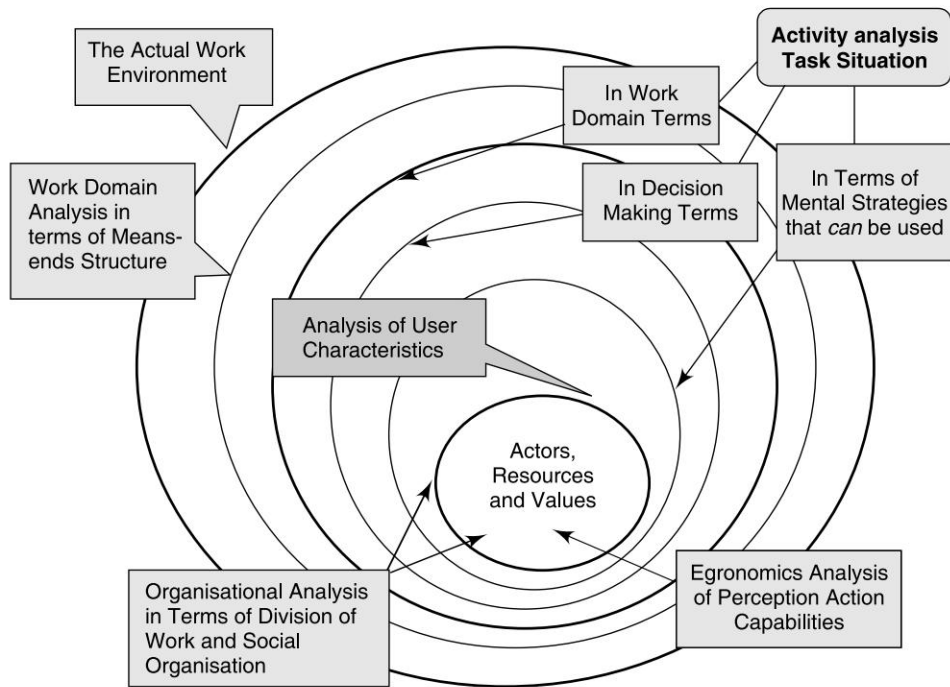 The Actual Work
Environment
Activity analysis
Task Situation
In Work
Domain Terms
Work Domain
Analysis in
terms of Means-
ends Structure
In Decision
Making Terms
In Terms of
Mental Strategies
that can be used
Analysis of User
Characteristics
Actors,
Resources
and Values
Organisational Analysis
in Terms of Division of
Work and Social
Organisation
Egronomics Analysis
of Perception Action
Capabilities